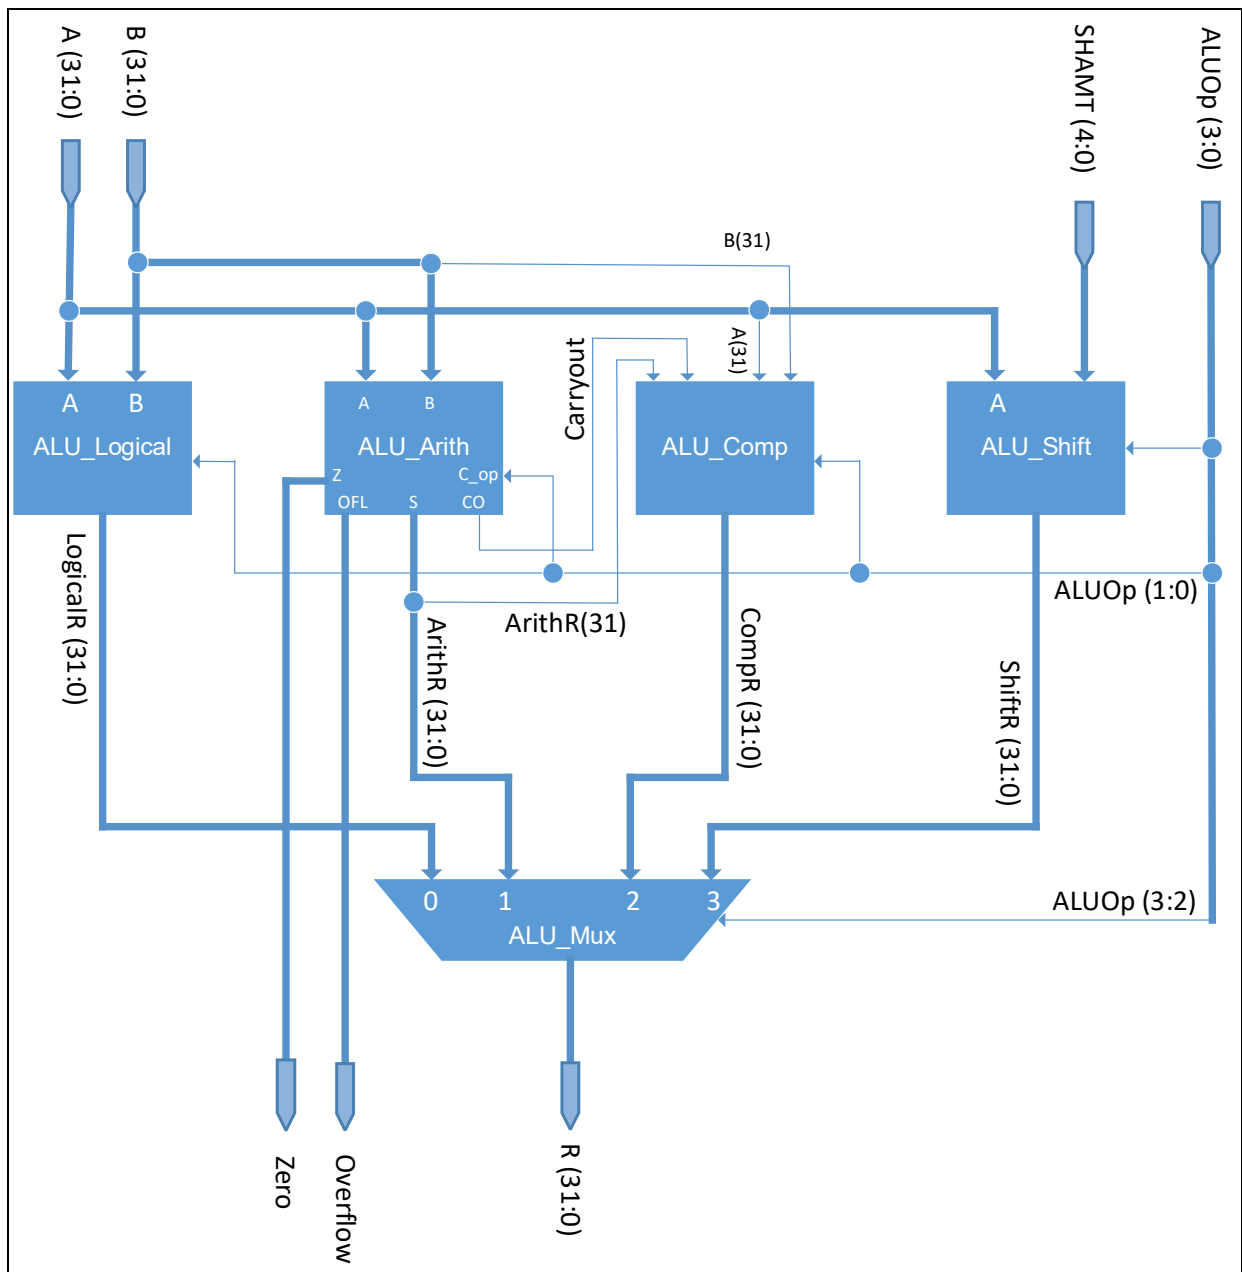 A (31:0)
B (31:0)
SHAMT (4:0)
ALUOp (3:0)
B(31)
A(31)
Carryout
A B
ALU_Logical
A B
ALU_Arith
Z C_op
OFL S CO
ALU_Comp
A
ALU_Shift
ALUOp (1:0)
ArithR(31)
LogicalR (31:0)
ArithR (31:0)
CompR (31:0)
ShiftR (31:0)
0 1 2 3
ALU_Mux
ALUOp (3:2)
Zero
Overflow
R (31:0)